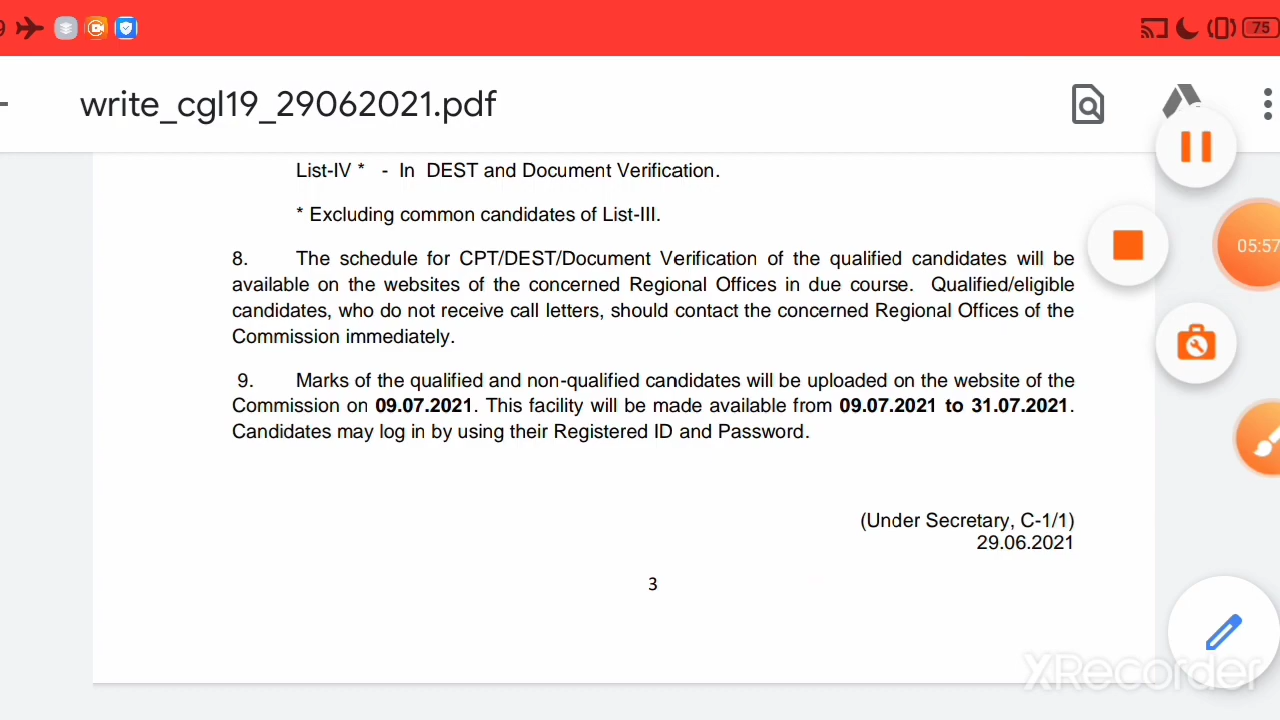 9
75
write_cgl19_29062021.pdf
List-IV * - In DEST and Document Verification.
* Excluding common candidates of List-III.
05:57
8. The schedule for CPT/DEST/Document Verification of the qualified candidates will be
available on the websites of the concerned Regional Offices in due course. Qualified/eligible
candidates, who do not receive call letters, should contact the concerned Regional Offices of the
Commission immediately.
9. Marks of the qualified and non-qualified candidates will be uploaded on the website of the
Commission on 09.07.2021. This facility will be made available from 09.07.2021 to 31.07.2021.
Candidates may log in by using their Registered ID and Password.
(Under Secretary, C-1/1)
29.06.2021
3
XRecorder